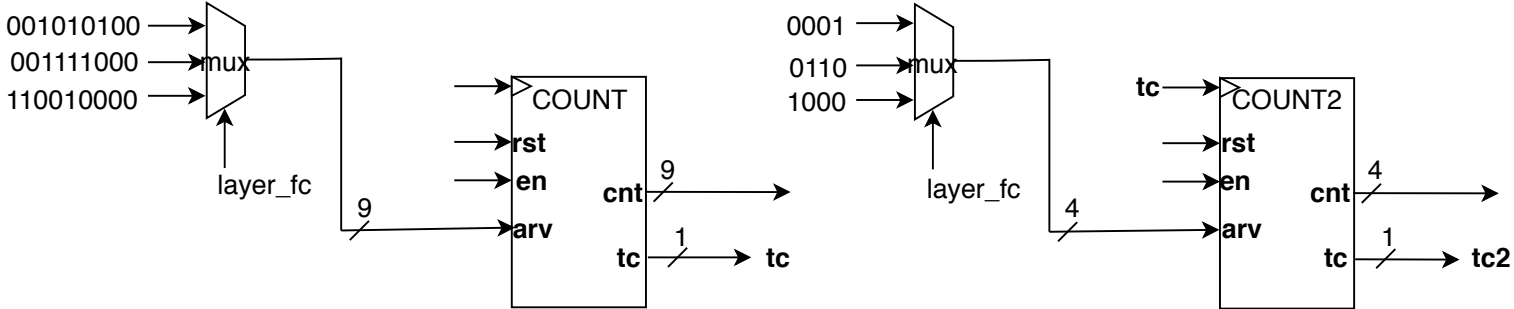 001010100
001111000
110010000
mux
layer_fc
9
COUNT
rst
en
arv
cnt
9
tc
1
tc
0001
0110
1000
mux
layer_fc
4
tc
COUNT2
rst
en
arv
cnt
4
tc
1
tc2